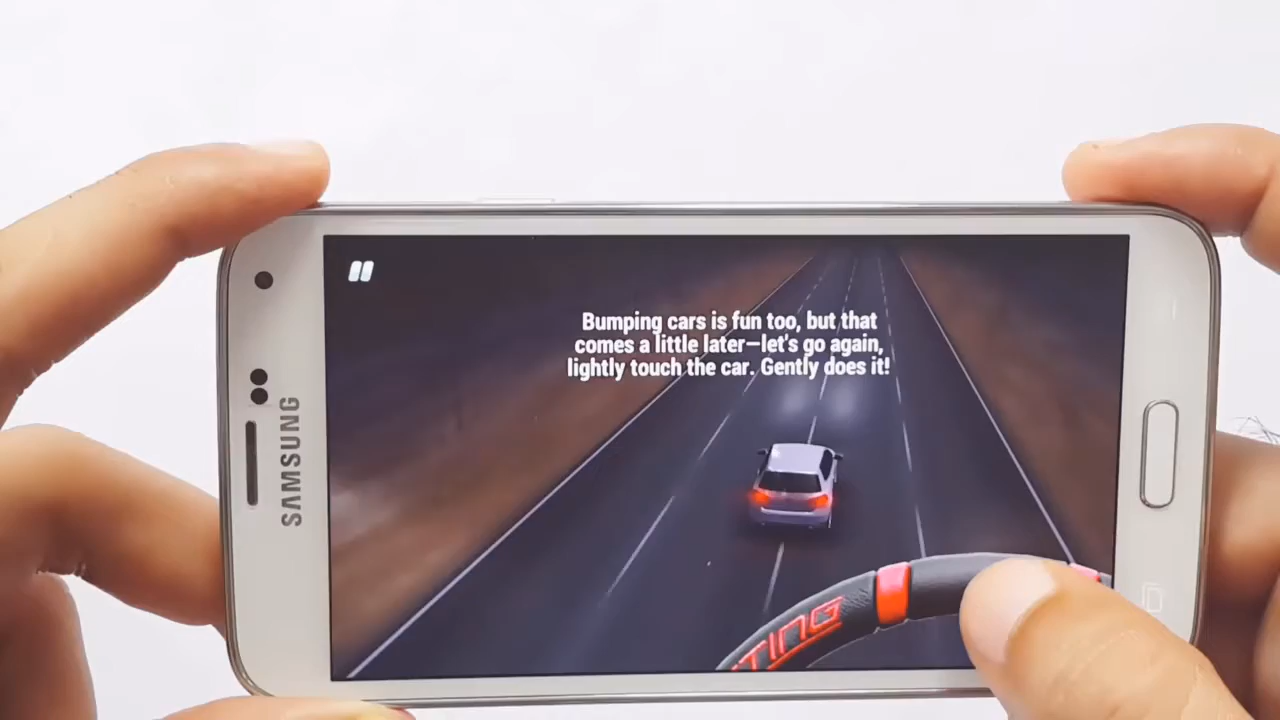 Bumping cars is fun too, but that
comes a little later—let's go again,
lightly touch the car. Gently does it!
SAMSUNG
TING